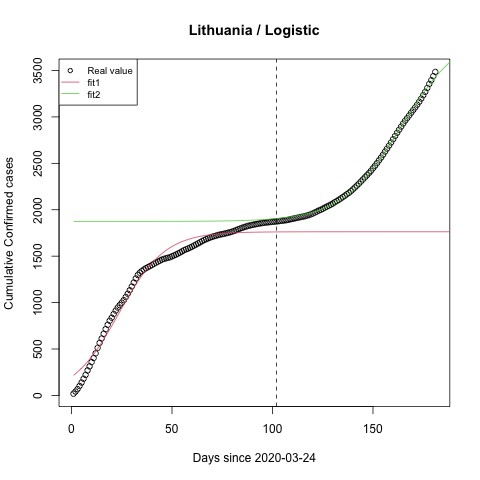 Lithuania / Logistic
Real value
fit1
fit2
Cumulative Confirmed cases
3500
3000
2500
2000
1500
1000
500
0
0 50 100 150
Days since 2020-03-24